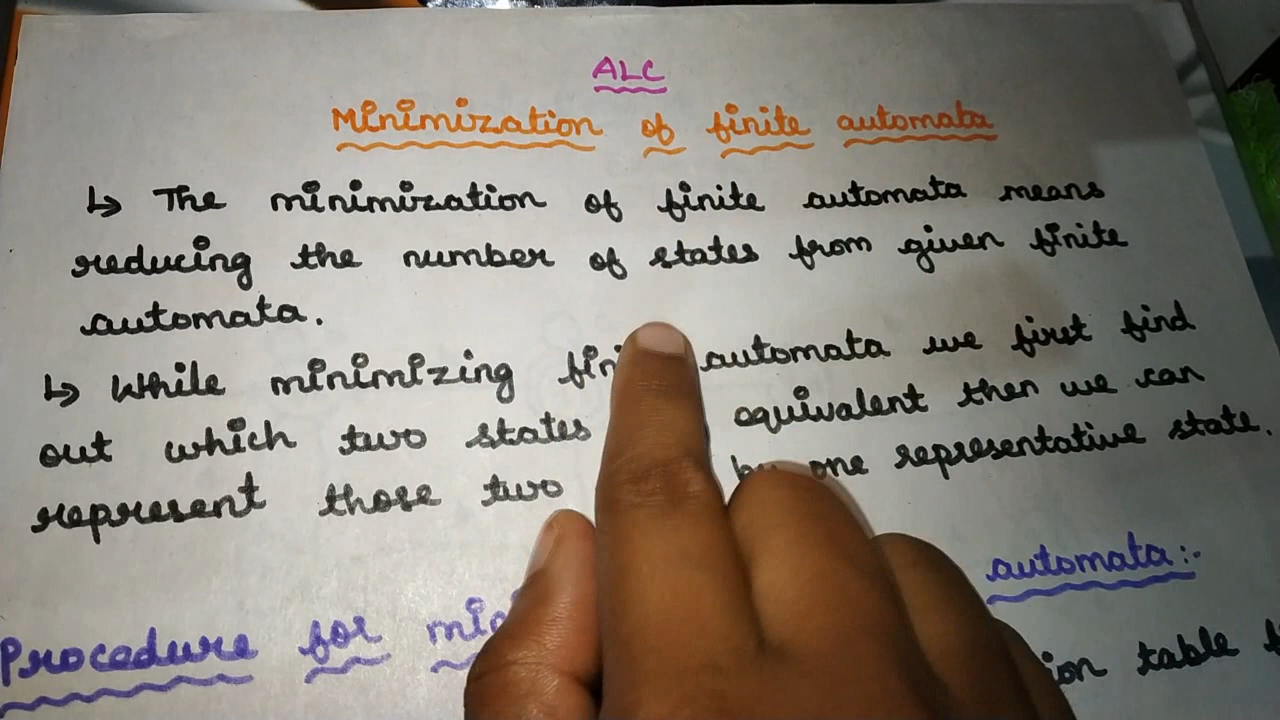 ALC
Minimization of finite automata
↳ The minimization of finite automata means
reducing the number of states from given finite
automata.
↳ While minimizing automata we first find
out which two states equivalent then we can
represent those two by one representative state.
Procedure for automata:-
table